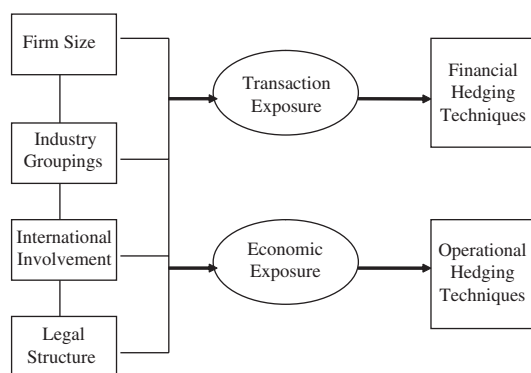 Firm Size
Industry
Groupings
International
Involvement
Legal
Structure
Transaction
Exposure
Economic
Exposure
Financial
Hedging
Techniques
Operational
Hedging
Techniques